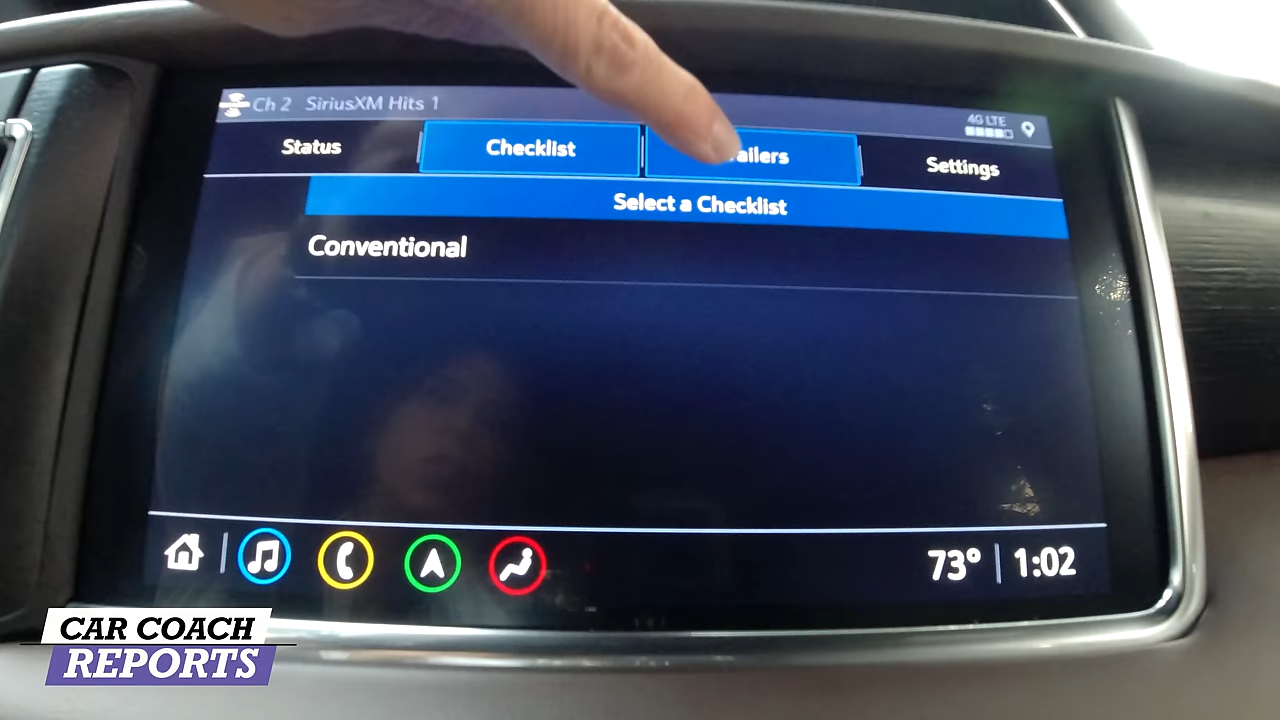 Ch 2 SiriusXM Hits 1
4G LTE
Status Checklist Settings
Select a Checklist
Conventional
73° 1:02
CAR COACH
REPORTS